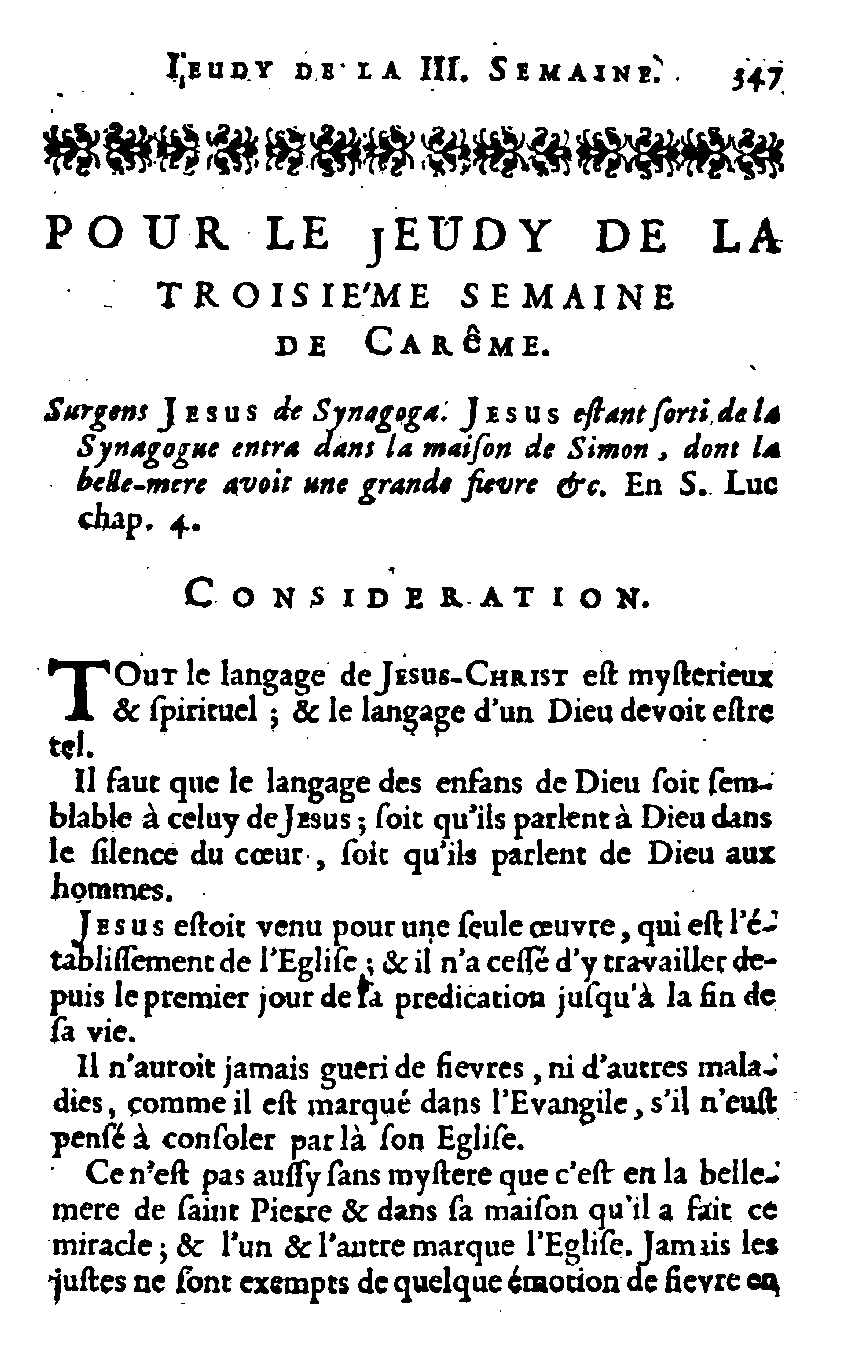 IEUDY DE LA III. SEMAINE. 347
POUR LE JEUDY DE LA
TROISIE'ME SEMAINE
DE CARÊME.
Surgens JESUS de Synagoga. JESUS eſtant ſorti de la
Synagogue entra dans la maiſon de Simon, dont la
belle-mere avoit une grande fievre &c. En S. Luc
chap. 4.
CONSIDERATION.
TOUT le langage de JESUS-CHRIST eſt myſterieux
& ſpirituel ; & le langage d'un Dieu devoit eſtre
tel.
Il faut que le langage des enfans de Dieu ſoit ſem-
blable à celuy de JESUS ; ſoit qu'ils parlent à Dieu dans
le ſilence du cœur, ſoit qu'ils parlent de Dieu aux
hommes.
JESUS eſtoit venu pour une ſeule œuvre, qui eſt l'é-
tabliſſement de l'Egliſe ; & il n'a ceſſé d'y travailler de-
puis le premier jour de ſa predication juſqu'à la fin de
ſa vie.
Il n'auroit jamais gueri de fievres, ni d'autres mala-
dies, comme il eſt marqué dans l'Evangile, s'il n'euſt
penſé à conſoler par là ſon Egliſe.
Ce n'eſt pas auſſy ſans myſtere que c'eſt en la belle-
mere de ſaint Pierre & dans ſa maiſon qu'il a fait ce
miracle ; & l'un & l'autre marque l'Egliſe. Jamais les
juſtes ne ſont exempts de quelque émotion de fievre en